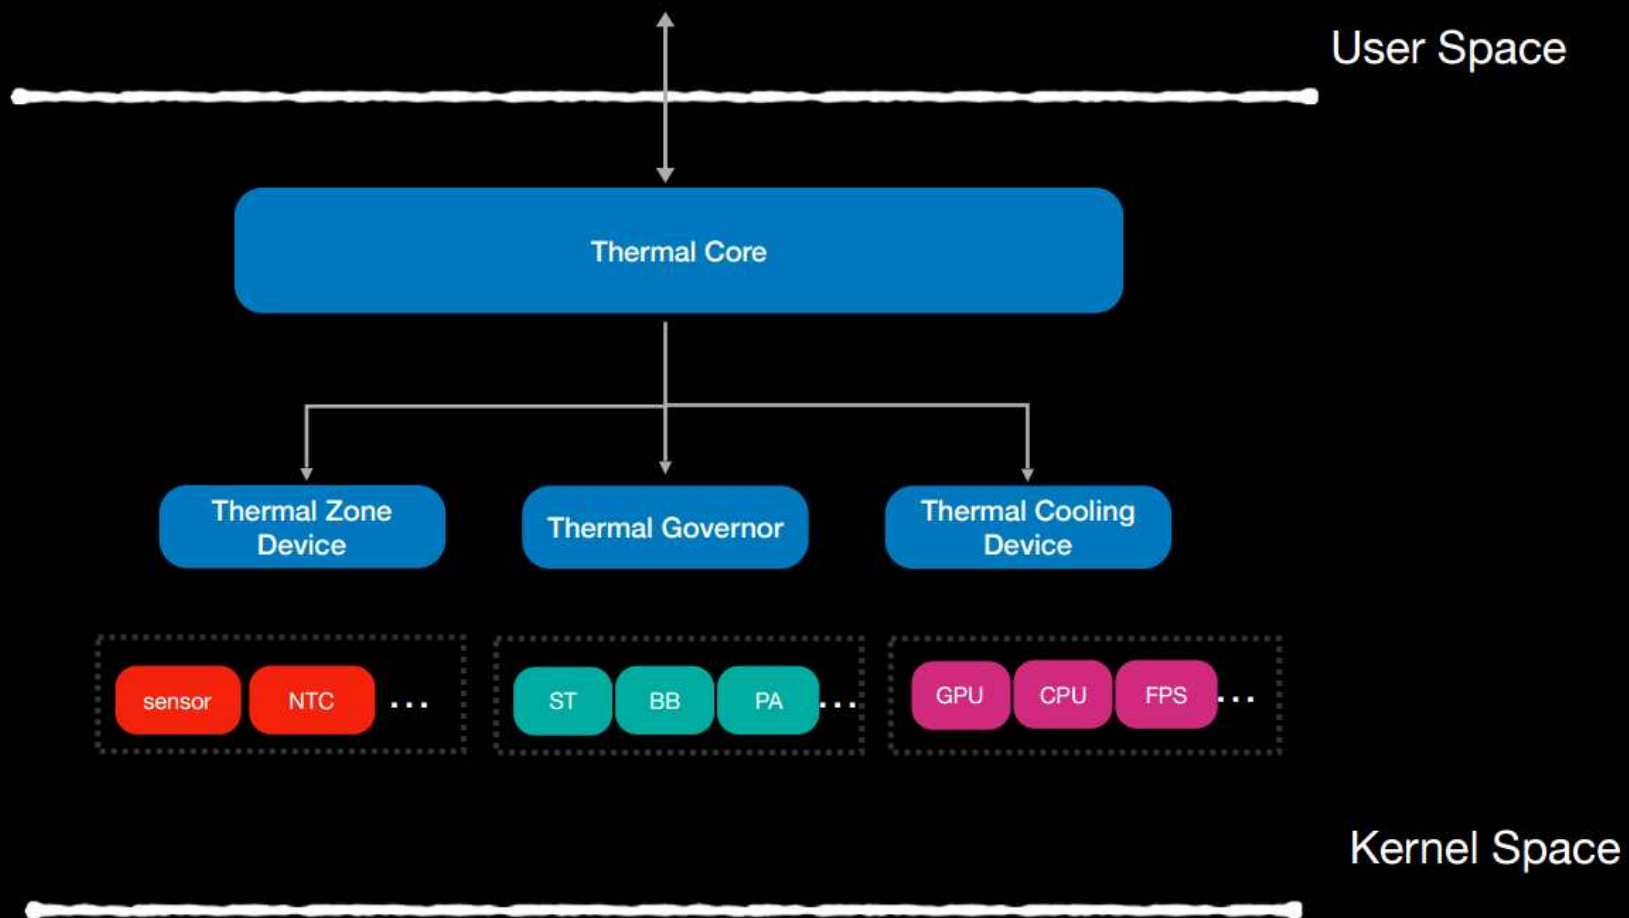 User Space
Thermal Core
Thermal Zone
Device
Thermal Governor
Thermal Cooling
Device
sensor
NTC
...
ST
BB
PA
...
GPU
CPU
FPS
...
Kernel Space